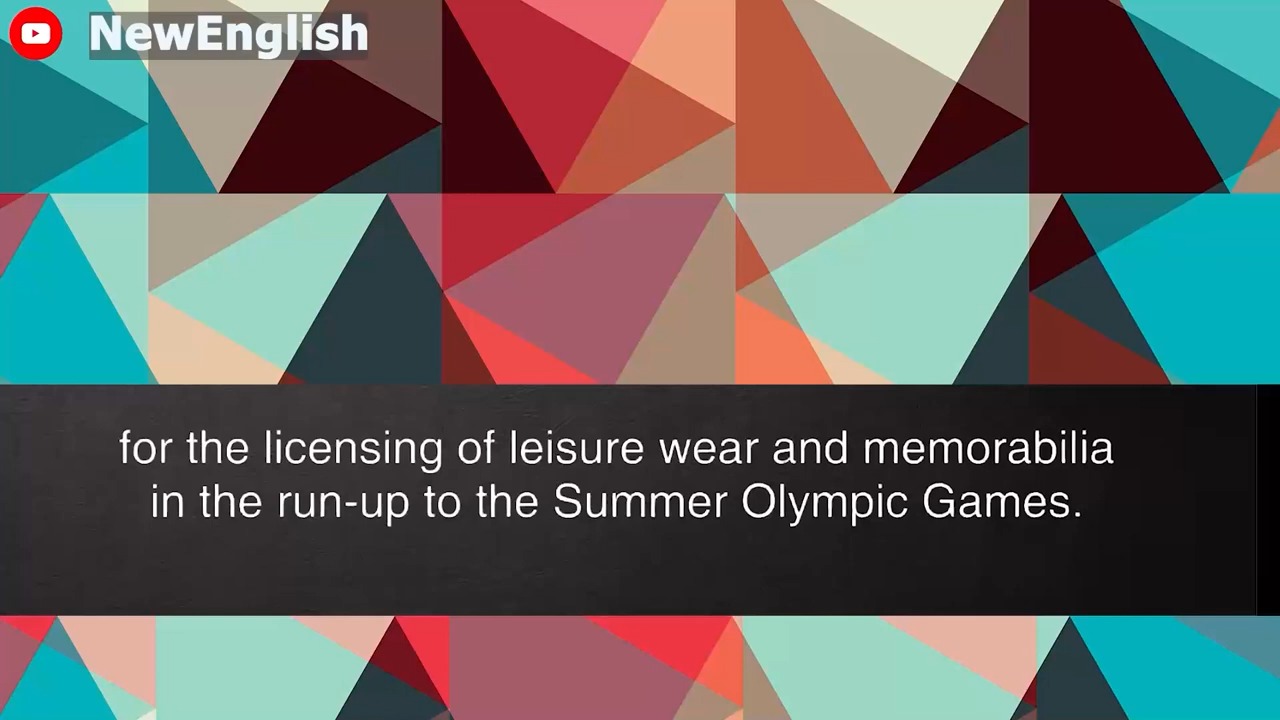 NewEnglish
for the licensing of leisure wear and memorabilia
in the run-up to the Summer Olympic Games.